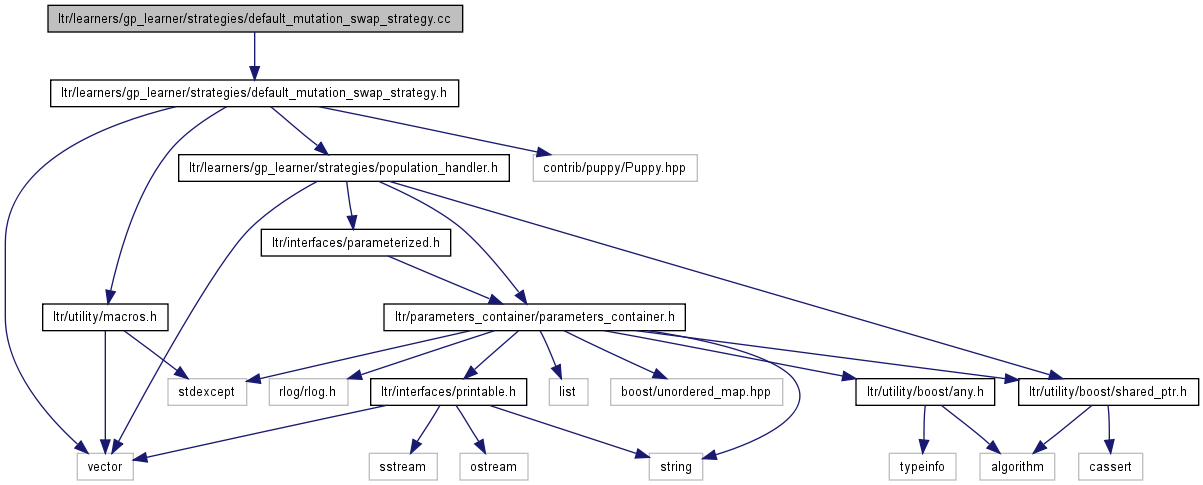 ltr/learners/gp_learner/strategies/default_mutation_swap_strategy.cc
ltr/learners/gp_learner/strategies/default_mutation_swap_strategy.h
ltr/learners/gp_learner/strategies/population_handler.h
contrib/puppy/Puppy.hpp
ltr/interfaces/parameterized.h
ltr/utility/macros.h
ltr/parameters_container/parameters_container.h
stdexcept
rlog/rlog.h
ltr/interfaces/printable.h
list
boost/unordered_map.hpp
ltr/utility/boost/any.h
ltr/utility/boost/shared_ptr.h
vector
sstream
ostream
string
typeinfo
algorithm
cassert